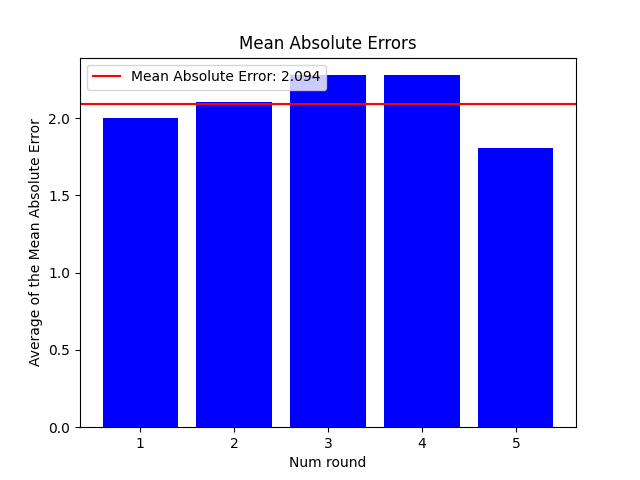 Mean Absolute Errors
Mean Absolute Error: 2.094
Average of the Mean Absolute Error
2.0
1.5
1.0
0.5
0.0
1 2 3 4 5
Num round